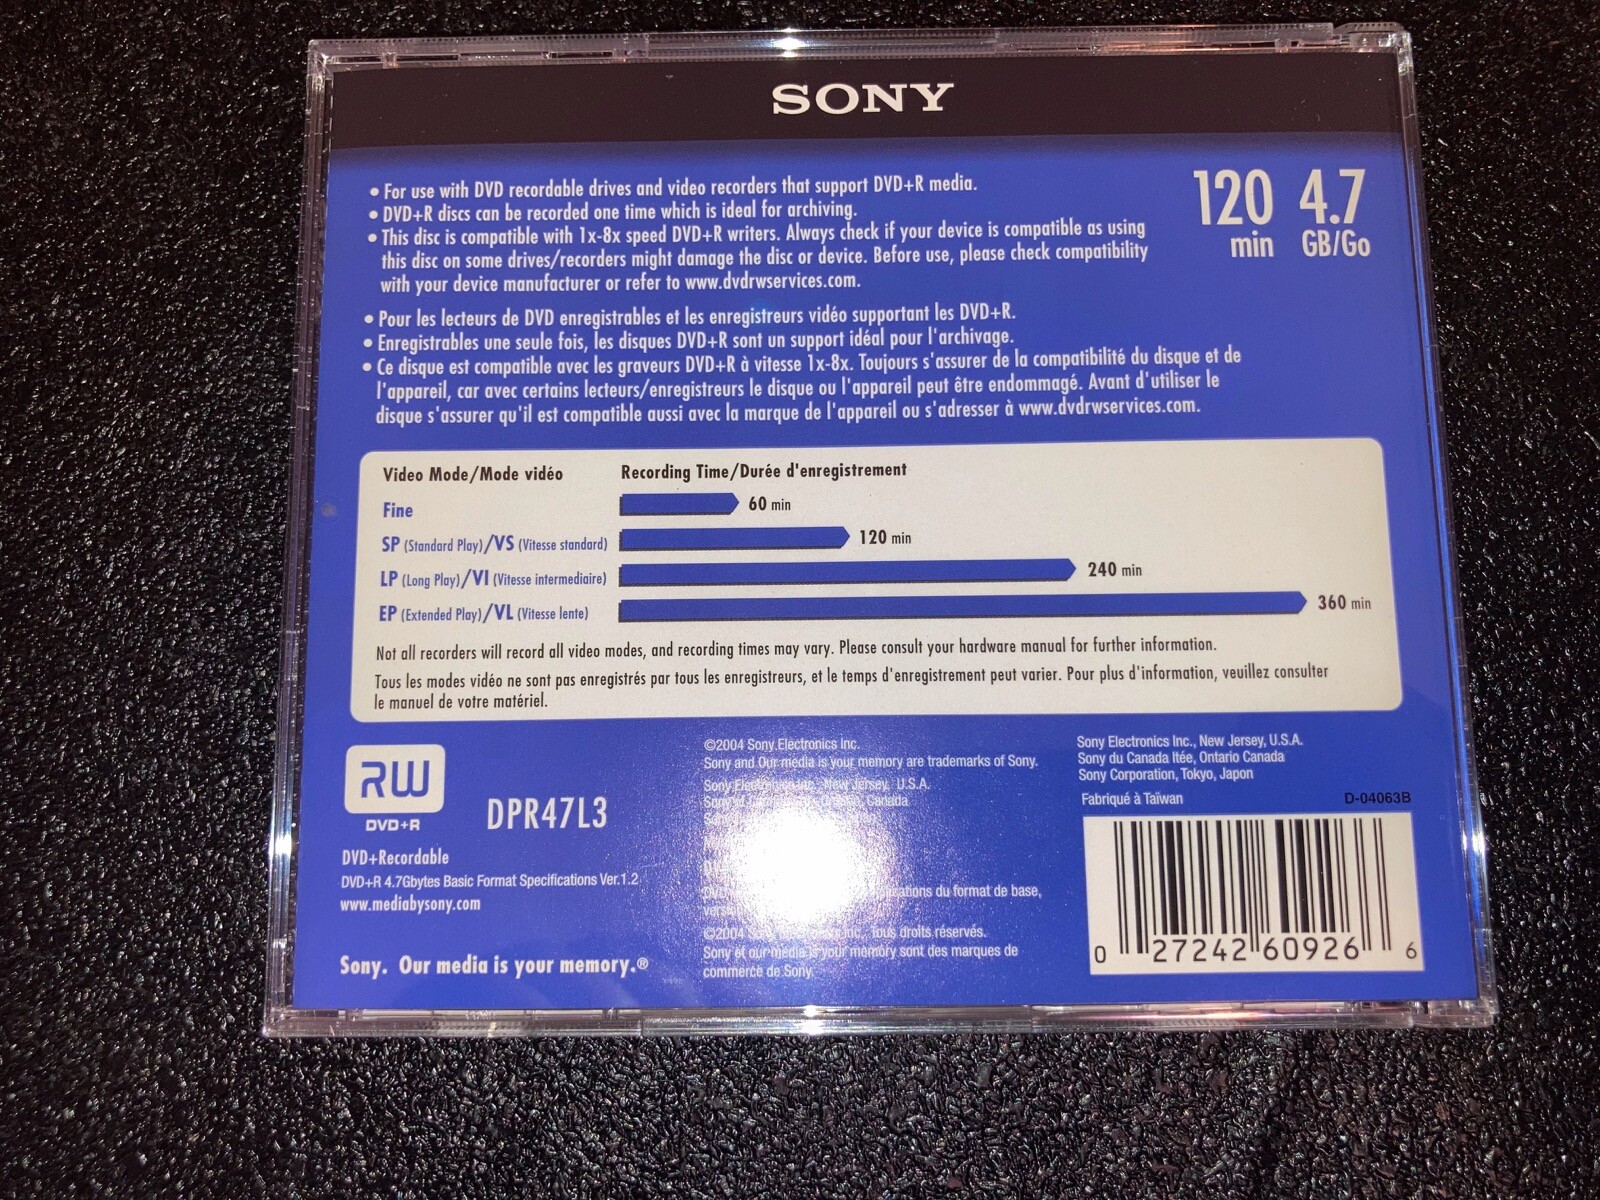 SONY
• For use with DVD recordable drives and video recorders that support DVD+R media.
• DVD+R discs can be recorded one time which is ideal for archiving.
• This disc is compatible with 1x-8x speed DVD+R writers. Always check if your device is compatible as using
this disc on some drives/recorders might damage the disc or device. Before use, please check compatibility
with your device manufacturer or refer to www.dvdrwservices.com.
120 4.7
min GB/Go
• Pour les lecteurs de DVD enregistrables et les enregistreurs vidéo supportant les DVD+R.
• Enregistrables une seule fois, les disques DVD+R sont un support idéal pour l'archivage.
• Ce disque est compatible avec les graveurs DVD+R à vitesse 1x-8x. Toujours s'assurer de la compatibilité du disque et de
l'appareil, car avec certains lecteurs/enregistreurs le disque ou l'appareil peut être endommagé. Avant d'utiliser le
disque s'assurer qu'il est compatible aussi avec la marque de l'appareil ou s'adresser à www.dvdrwservices.com.
Video Mode/Mode vidéo Recording Time/Durée d'enregistrement
Fine 60 min
SP (Standard Play)/VS (Vitesse standard) 120 min
LP (Long Play)/VI (Vitesse intermediaire) 240 min
EP (Extended Play)/VL (Vitesse lente) 360 min
Not all recorders will record all video modes, and recording times may vary. Please consult your hardware manual for further information.
Tous les modes vidéo ne sont pas enregistrés par tous les enregistreurs, et le temps d'enregistrement peut varier. Pour plus d'information, veuillez consulter
le manuel de votre matériel.
RW
DVD+R
DPR47L3
DVD+Recordable
DVD+R 4.7Gbytes Basic Format Specifications Ver.1.2
www.mediabysony.com
Sony. Our media is your memory.®
©2004 Sony Electronics Inc.
Sony and Our media is your memory are trademarks of Sony.
Sony Electronics Inc., New Jersey, U.S.A.
Canada
du format de base,
©2004 Inc., Tous droits réservés.
Sony et our media is your memory sont des marques de
commerce de Sony.
Sony Electronics Inc., New Jersey, U.S.A.
Sony du Canada ltée, Ontario Canada
Sony Corporation, Tokyo, Japon
Fabriqué à Taïwan D-04063B
0 27242 60926 6